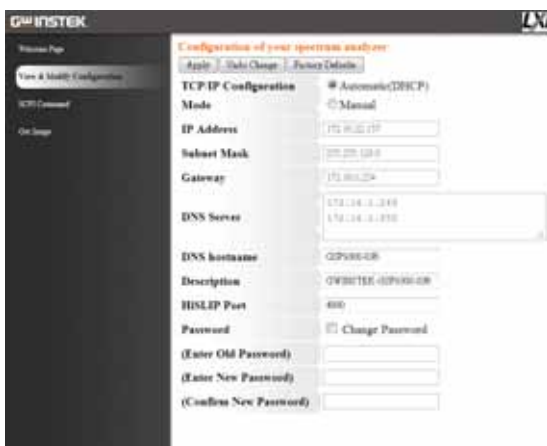 GW INSTEK
LXI
Welcome Page
View & Modify Configuration
SCPI Command
Get Image
Configuration of your spectrum analyzer
Apply Undo Change Factory Defaults
TCP/IP Configuration Mode
Automatic(DHCP)
Manual
IP Address
Subnet Mask
Gateway
DNS Server
DNS hostname
Description
HiSLIP Port
Password Change Password
(Enter Old Password)
(Enter New Password)
(Confirm New Password)